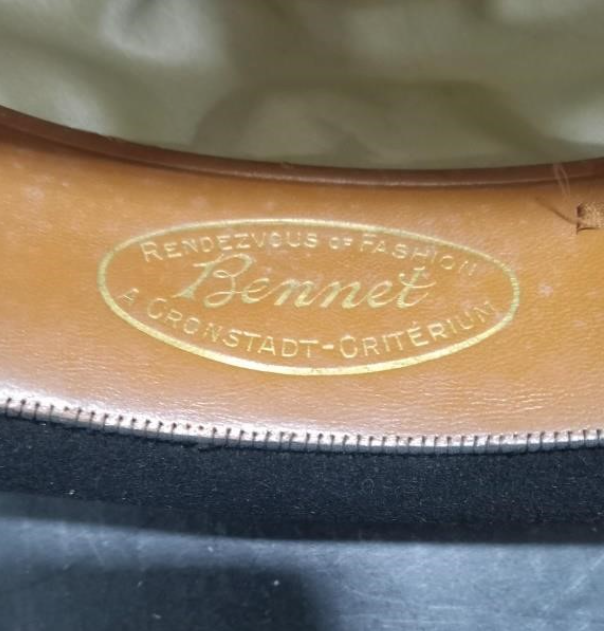 RENDEZVOUS OF FASHION
Bennet
A CRONSTADT-CRITÉRIUM